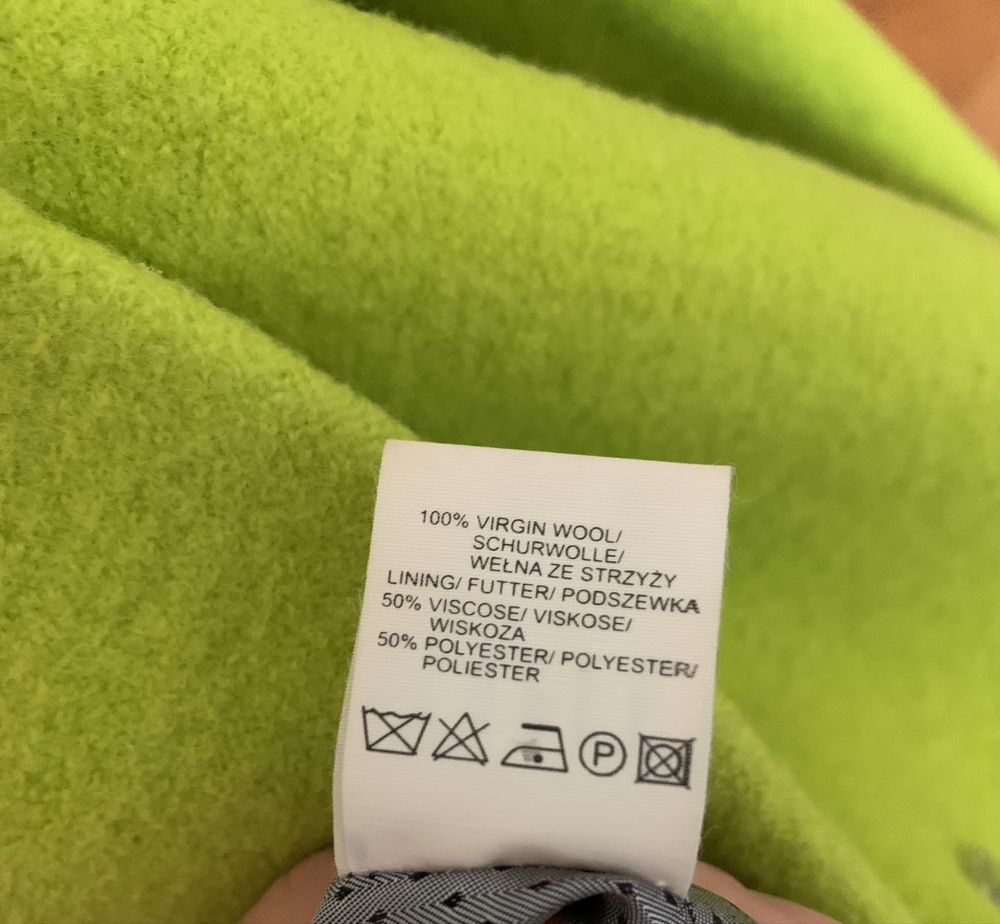 100% VIRGIN WOOL/
SCHURWOLLE/
WEŁNA ZE STRZYŻY
LINING/ FUTTER/ PODSZEWKA
50% VISCOSE/ VISKOSE/
WISKOZA
50% POLYESTER/ POLYESTER/
POLIESTER
P